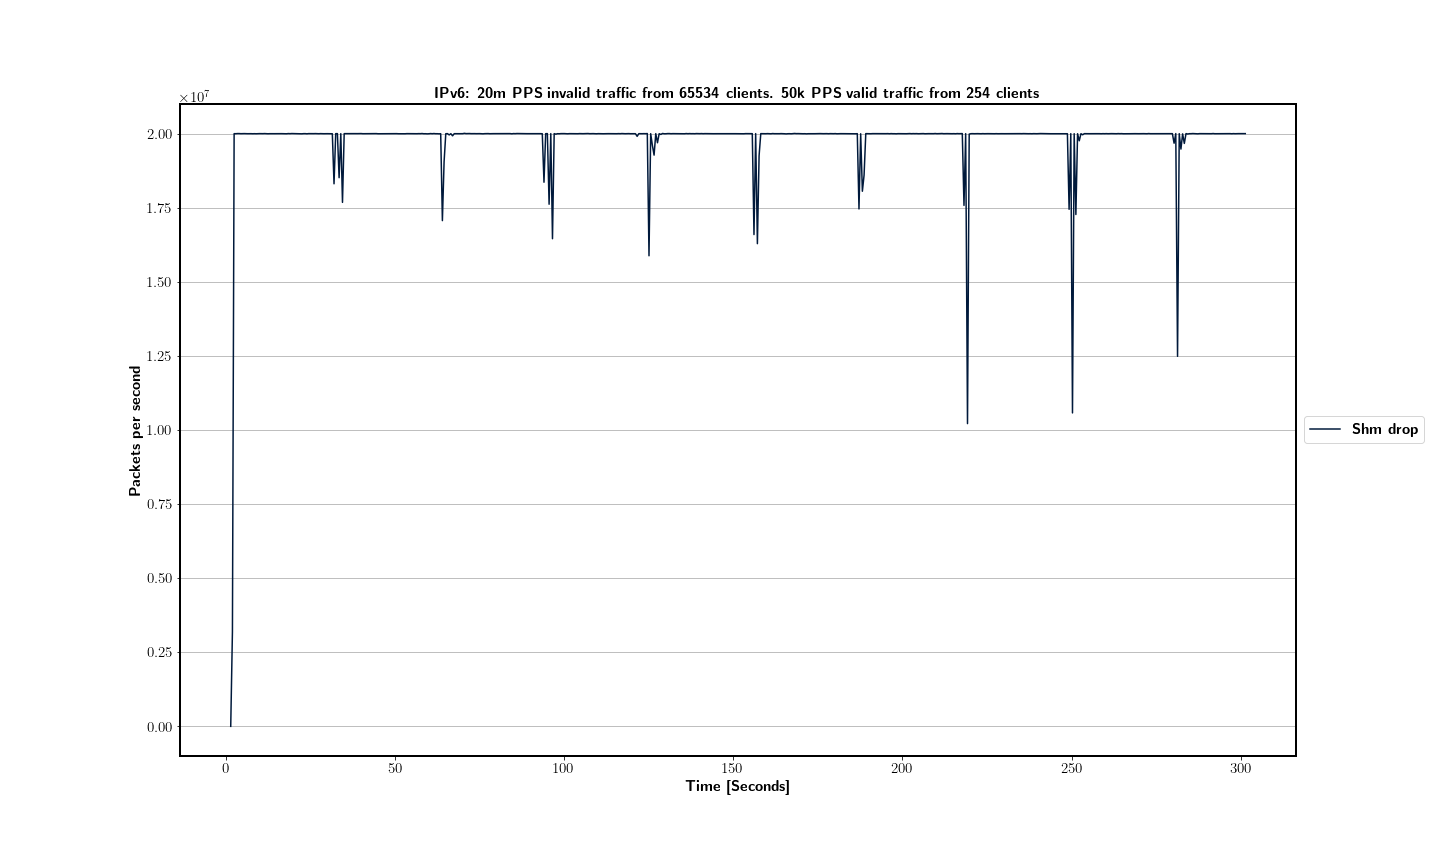 IPv6: 20m PPS invalid traffic from 65534 clients. 50k PPS valid traffic from 254 clients
×10⁷
2.00
1.75
1.50
1.25
1.00
0.75
0.50
0.25
0.00
Packets per second
0 50 100 150 200 250 300
Time [Seconds]
Shm drop